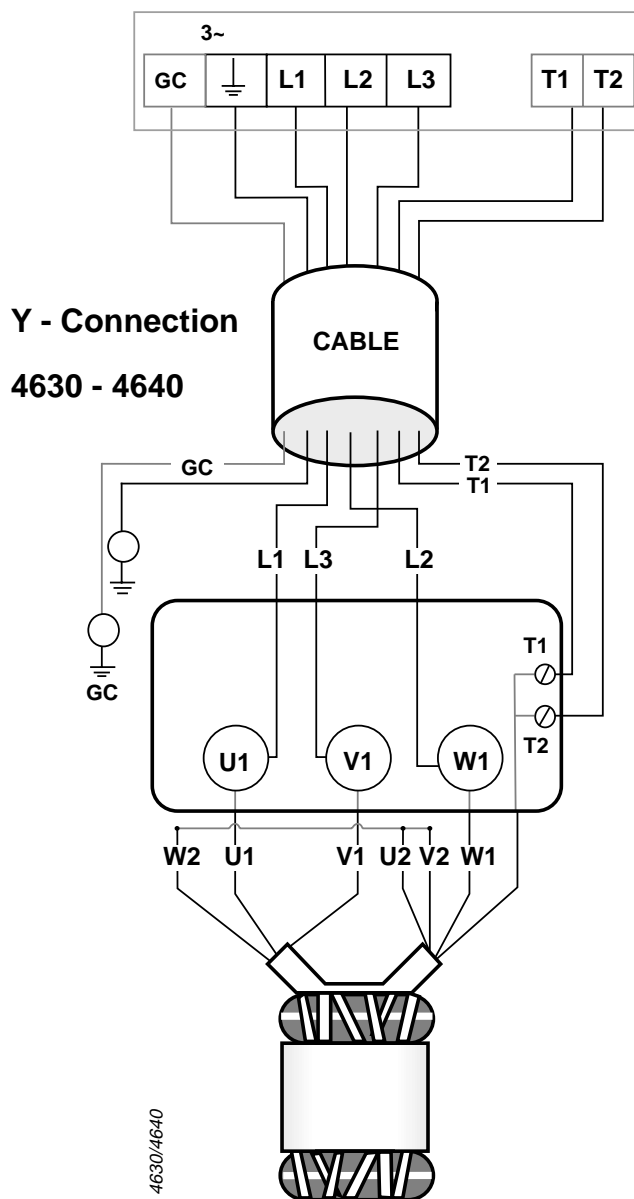 3~
GC L1 L2 L3 T1 T2
Y - Connection
CABLE
4630 - 4640
GC
T2
T1
L1 L3 L2
T1
GC
T2
U1 V1 W1
W2 U1 V1 U2 V2 W1
4630/4640